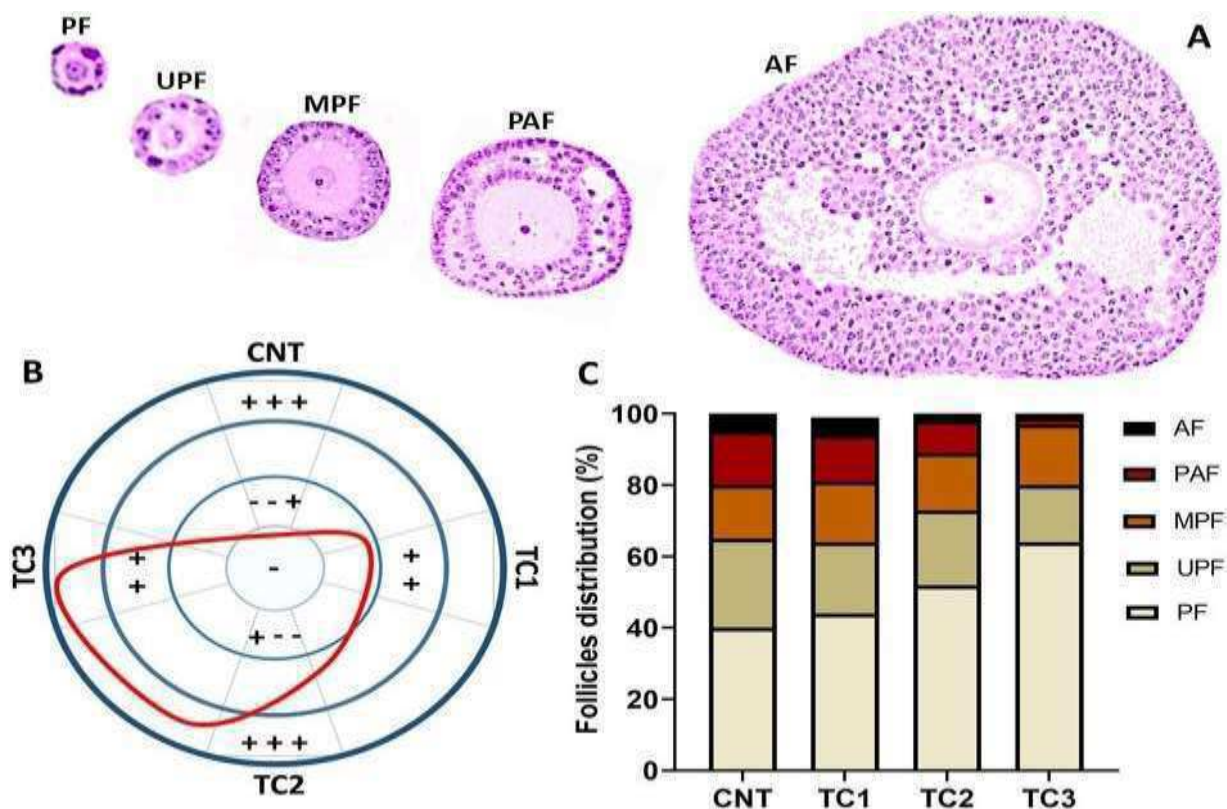 PF
UPF
MPF
PAF
AF
A
B
CNT
+ + +
- - +
TC3
+
+
-
+
+
TC1
+ - -
+ + +
TC2
C
Follicles distribution (%)
100
80
60
40
20
0
CNT TC1 TC2 TC3
AF
PAF
MPF
UPF
PF